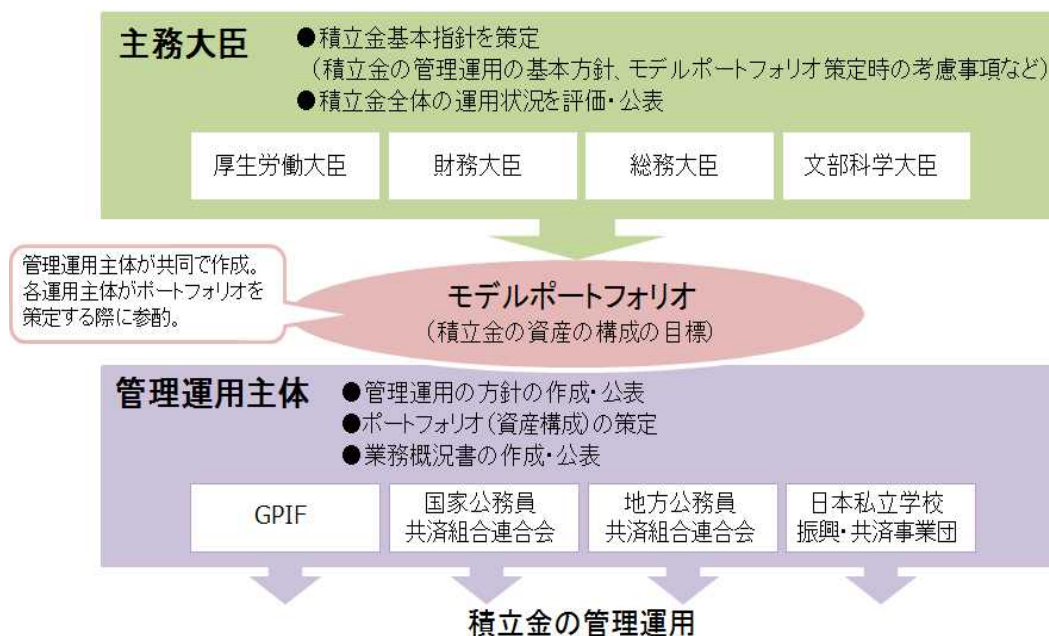 主務大臣
●積立金基本指針を策定
（積立金の管理運用の基本方針、モデルポートフォリオ策定時の考慮事項など）
●積立金全体の運用状況を評価・公表
厚生労働大臣
財務大臣
総務大臣
文部科学大臣
管理運用主体が共同で作成。
各運用主体がポートフォリオを
策定する際に参酌。
モデルポートフォリオ
（積立金の資産の構成の目標）
管理運用主体
●管理運用の方針の作成・公表
●ポートフォリオ（資産構成）の策定
●業務概況書の作成・公表
GPIF
国家公務員
共済組合連合会
地方公務員
共済組合連合会
日本私立学校
振興・共済事業団
積立金の管理運用